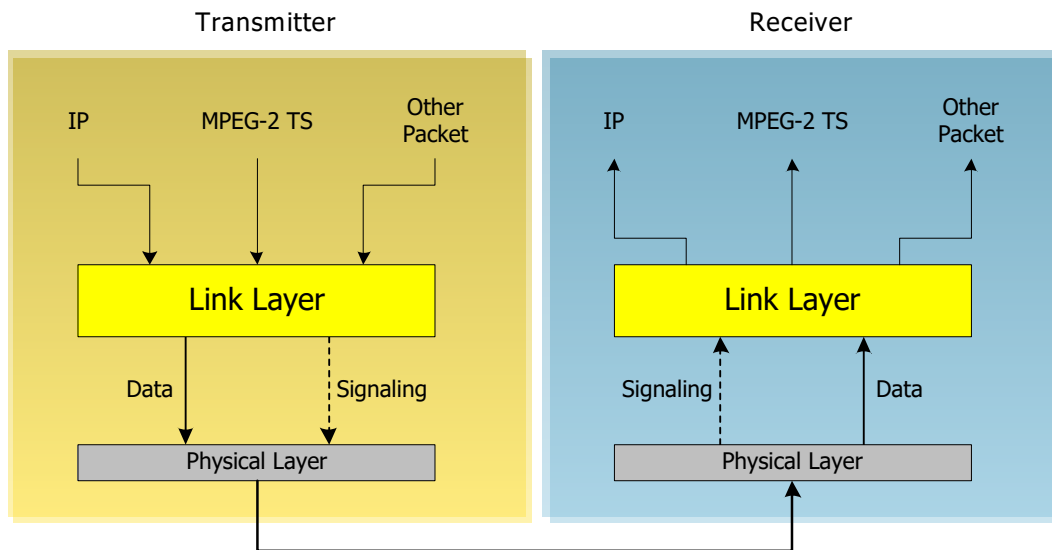 Transmitter
IP
MPEG-2 TS
Other
Packet
Link Layer
Data
Signaling
Physical Layer
Receiver
IP
MPEG-2 TS
Other
Packet
Link Layer
Signaling
Data
Physical Layer